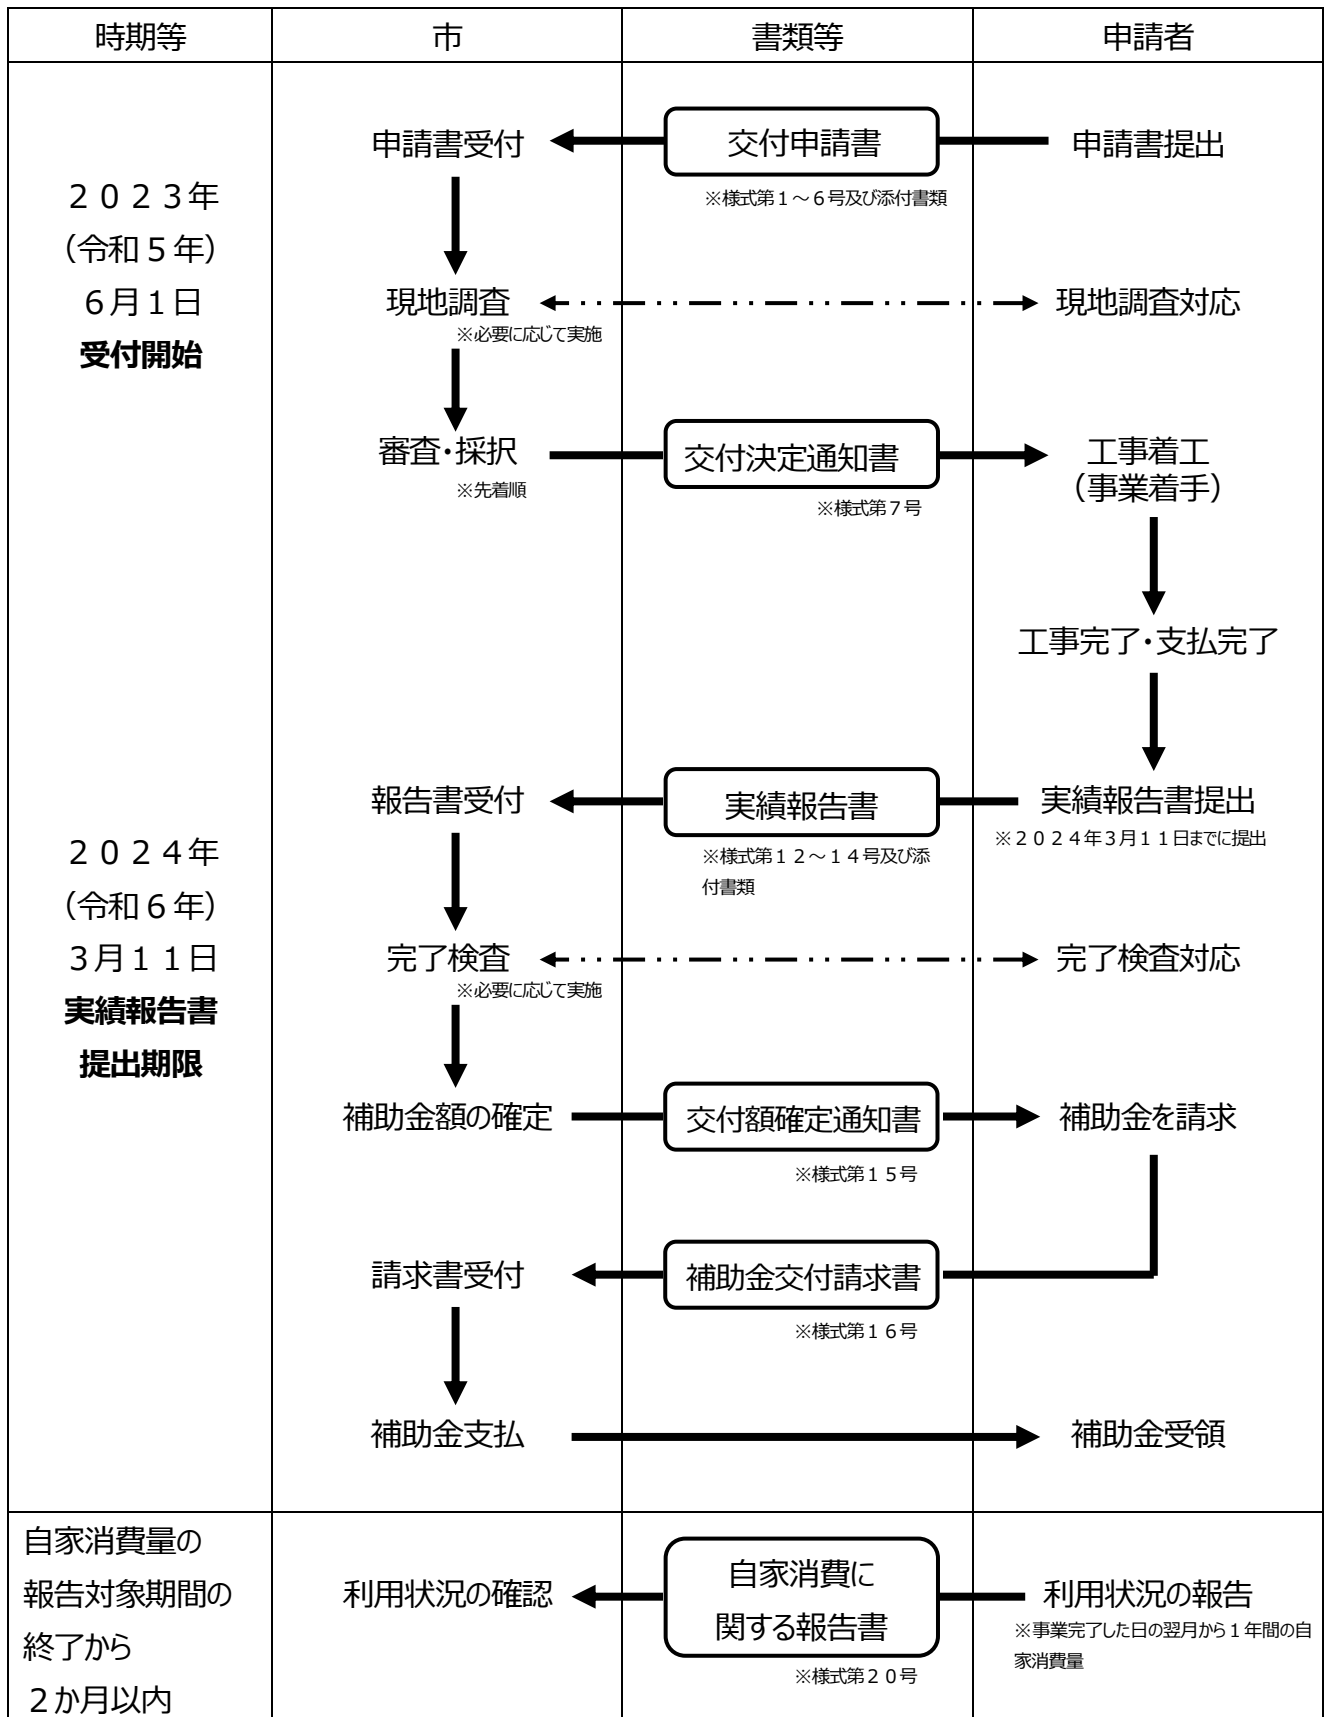 時期等
市
書類等
申請者
２０２３年
（令和５年）
６月１日
受付開始
申請書受付
交付申請書
申請書提出
※様式第１～６号及び添付書類
現地調査
現地調査対応
※必要に応じて実施
審査・採択
交付決定通知書
工事着工
（事業着手）
※先着順
※様式第７号
工事完了・支払完了
２０２４年
（令和６年）
３月１１日
実績報告書
提出期限
報告書受付
実績報告書
実績報告書提出
※２０２４年３月１１日までに提出
※様式第１２～１４号及び添
付書類
完了検査
完了検査対応
※必要に応じて実施
補助金額の確定
交付額確定通知書
補助金を請求
※様式第１５号
請求書受付
補助金交付請求書
※様式第１６号
補助金支払
補助金受領
自家消費量の
報告対象期間の
終了から
２か月以内
利用状況の確認
自家消費に
関する報告書
利用状況の報告
※事業完了した日の翌月から１年間の自
家消費量
※様式第２０号